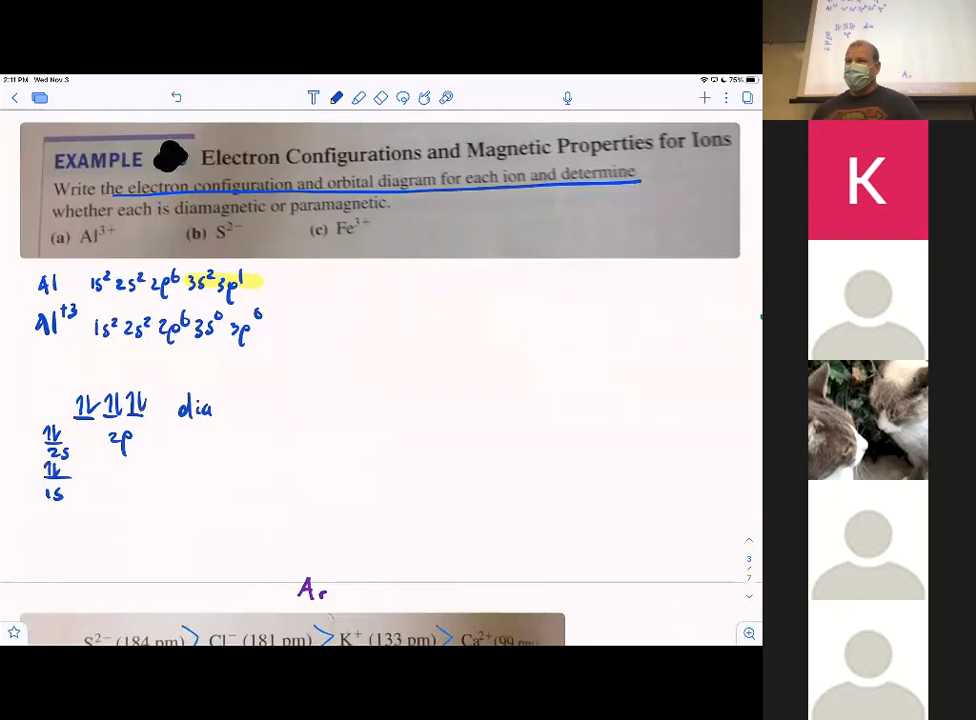 2:11 PM Wed Nov 3
75%
EXAMPLE Electron Configurations and Magnetic Properties for Ions
Write the electron configuration and orbital diagram for each ion and determine
whether each is diamagnetic or paramagnetic.
(a) Al³⁺ (b) S²⁻ (c) Fe³⁺
Al 1s² 2s² 2p⁶ 3s² 3p¹
Al⁺³ 1s² 2s² 2p⁶ 3s⁰ 3p⁰
⥮ ⥮ ⥮ dia
⥮ 2p
2s
⥮
1s
Ar
S²⁻ (184 pm) > Cl⁻ (181 pm) > K⁺ (133 pm) > Ca²⁺ (99 pm)
3
/
7
T
K
Ar